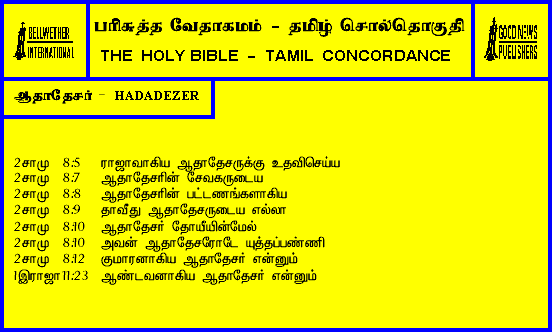 BELLWETHER
INTERNATIONAL
பரிசுத்த வேதாகமம் - தமிழ் சொல்தொகுதி
THE HOLY BIBLE - TAMIL CONCORDANCE
GOOD NEWS
PUBLISHERS
ஆதாதேசர் - HADADEZER
2சாமு 8:5 ராஜாவாகிய ஆதாதேசருக்கு உதவிசெய்ய
2சாமு 8:7 ஆதாதேசரின் சேவகருடைய
2சாமு 8:8 ஆதாதேசரின் பட்டணங்களாகிய
2சாமு 8:9 தாவீது ஆதாதேசருடைய எல்லா
2சாமு 8:10 ஆதாதேசர் தோயீயின்மேல்
2சாமு 8:10 அவன் ஆதாதேசரோடே யுத்தப்பண்ணி
2சாமு 8:12 குமாரனாகிய ஆதாதேசர் என்னும்
1இராஜா 11:23 ஆண்டவனாகிய ஆதாதேசர் என்னும்